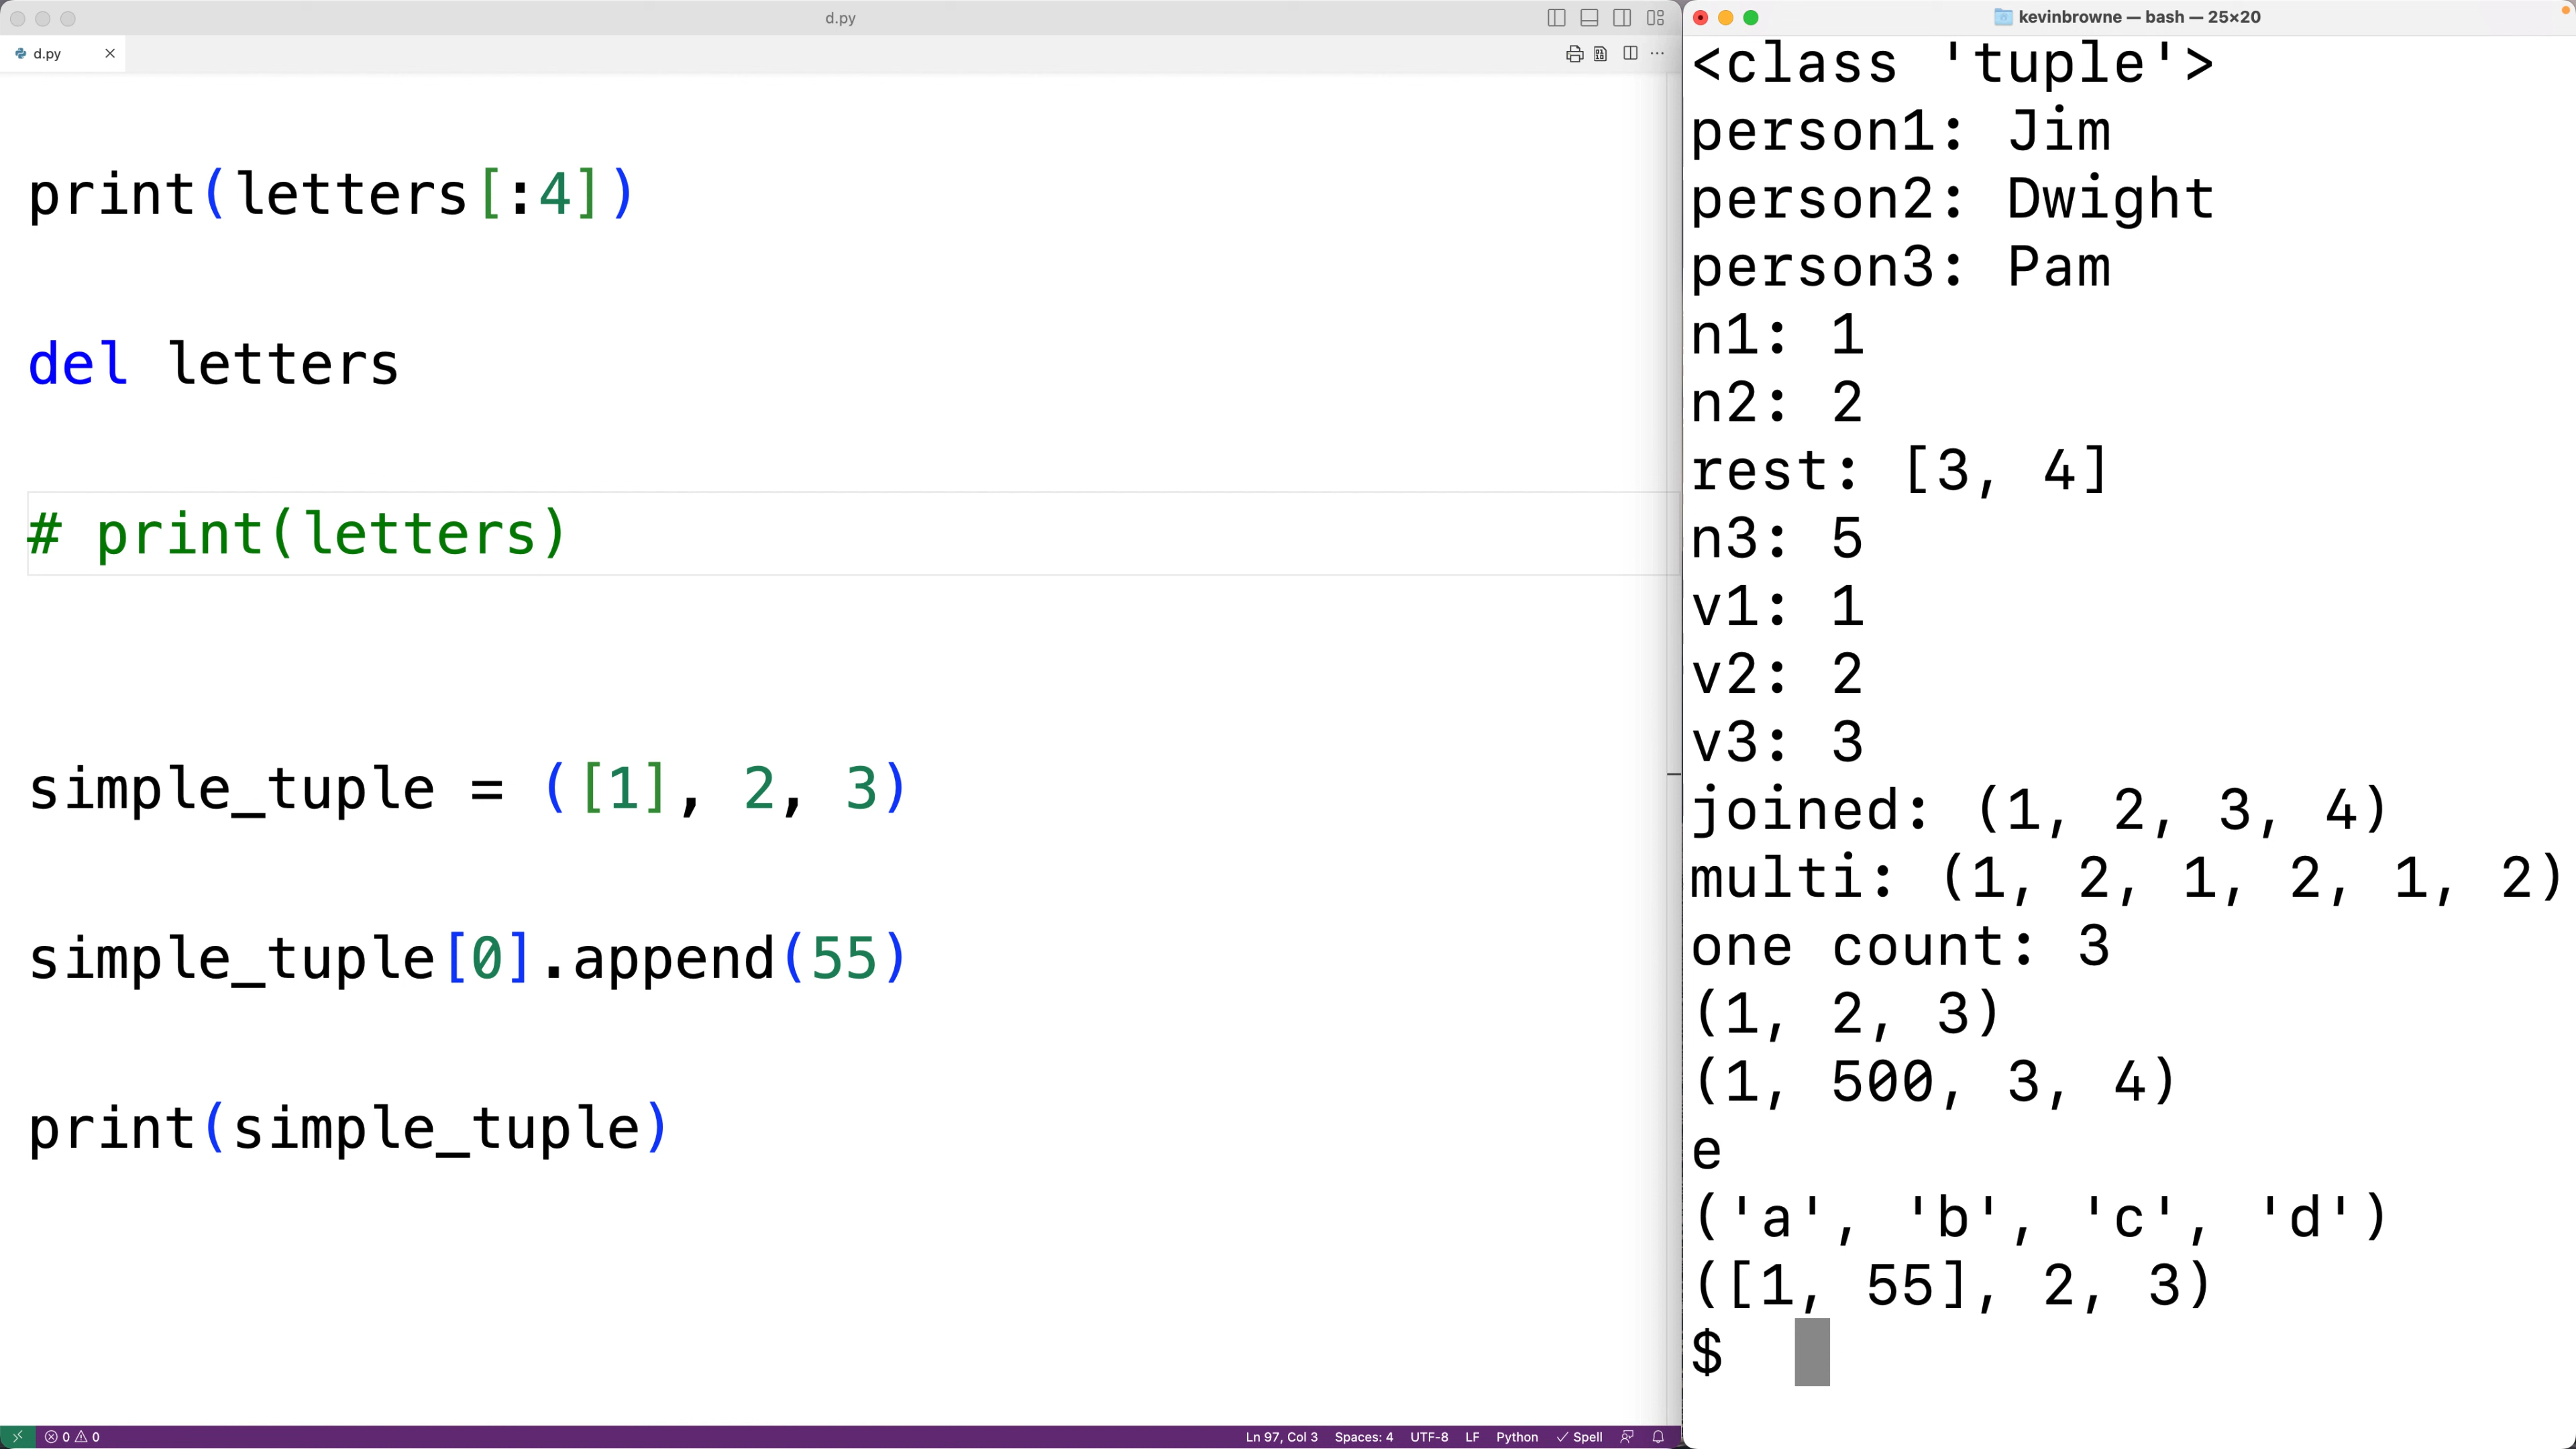 d.py
d.py
print(letters[:4])
del letters
# print(letters)
simple_tuple = ([1], 2, 3)
simple_tuple[0].append(55)
print(simple_tuple)
0 0
Ln 97, Col 3 Spaces: 4 UTF-8 LF Python Spell
kevinbrowne — bash — 25×20
<class 'tuple'>
person1: Jim
person2: Dwight
person3: Pam
n1: 1
n2: 2
rest: [3, 4]
n3: 5
v1: 1
v2: 2
v3: 3
joined: (1, 2, 3, 4)
multi: (1, 2, 1, 2, 1, 2)
one count: 3
(1, 2, 3)
(1, 500, 3, 4)
e
('a', 'b', 'c', 'd')
([1, 55], 2, 3)
$